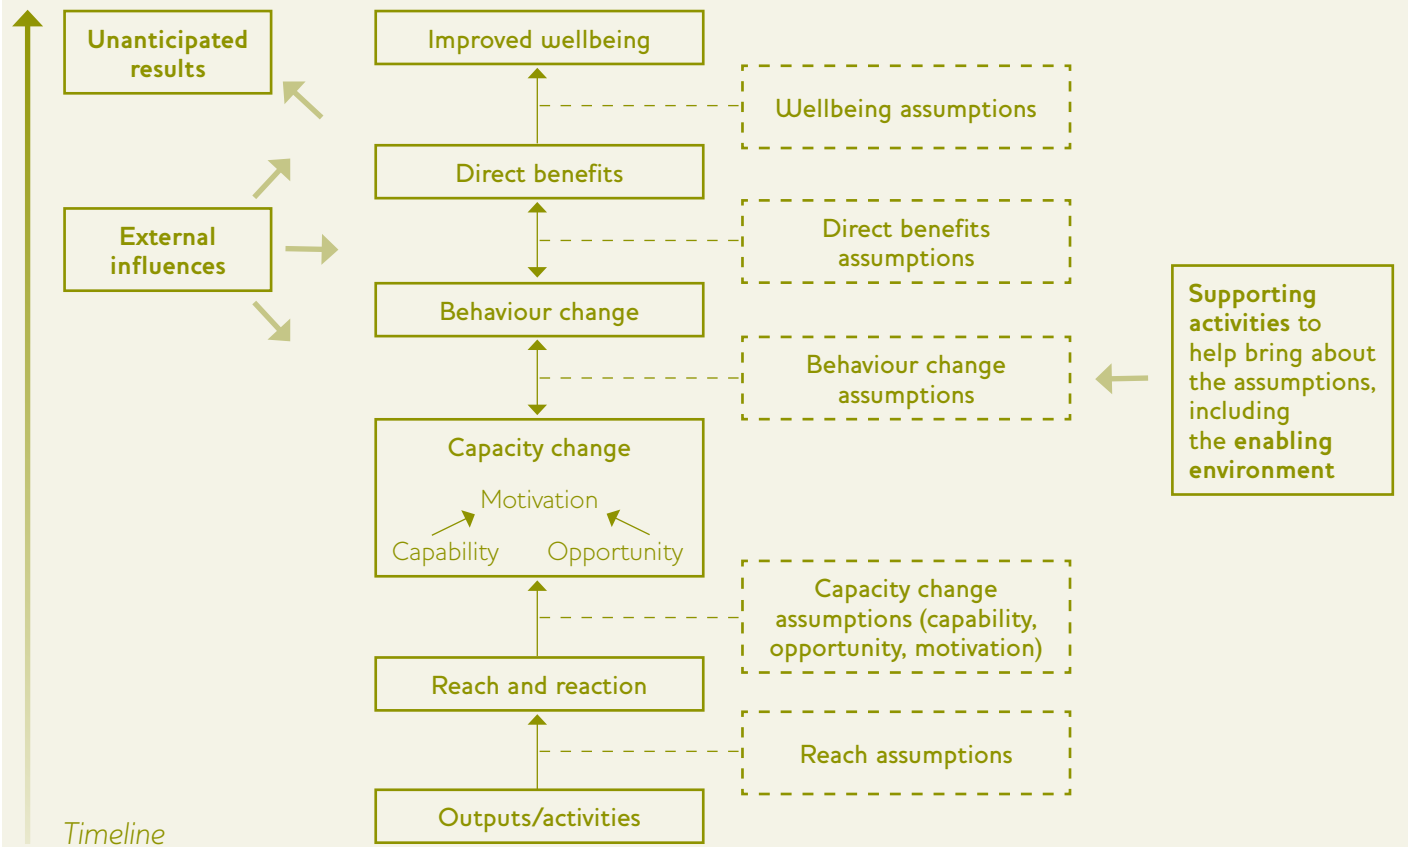 Unanticipated
results
External
influences
Timeline
Improved wellbeing
Direct benefits
Behaviour change
Capacity change
Motivation
Capability
Opportunity
Reach and reaction
Outputs/activities
Wellbeing assumptions
Direct benefits
assumptions
Behaviour change
assumptions
Capacity change
assumptions (capability,
opportunity, motivation)
Reach assumptions
Supporting
activities to
help bring about
the assumptions,
including
the enabling
environment